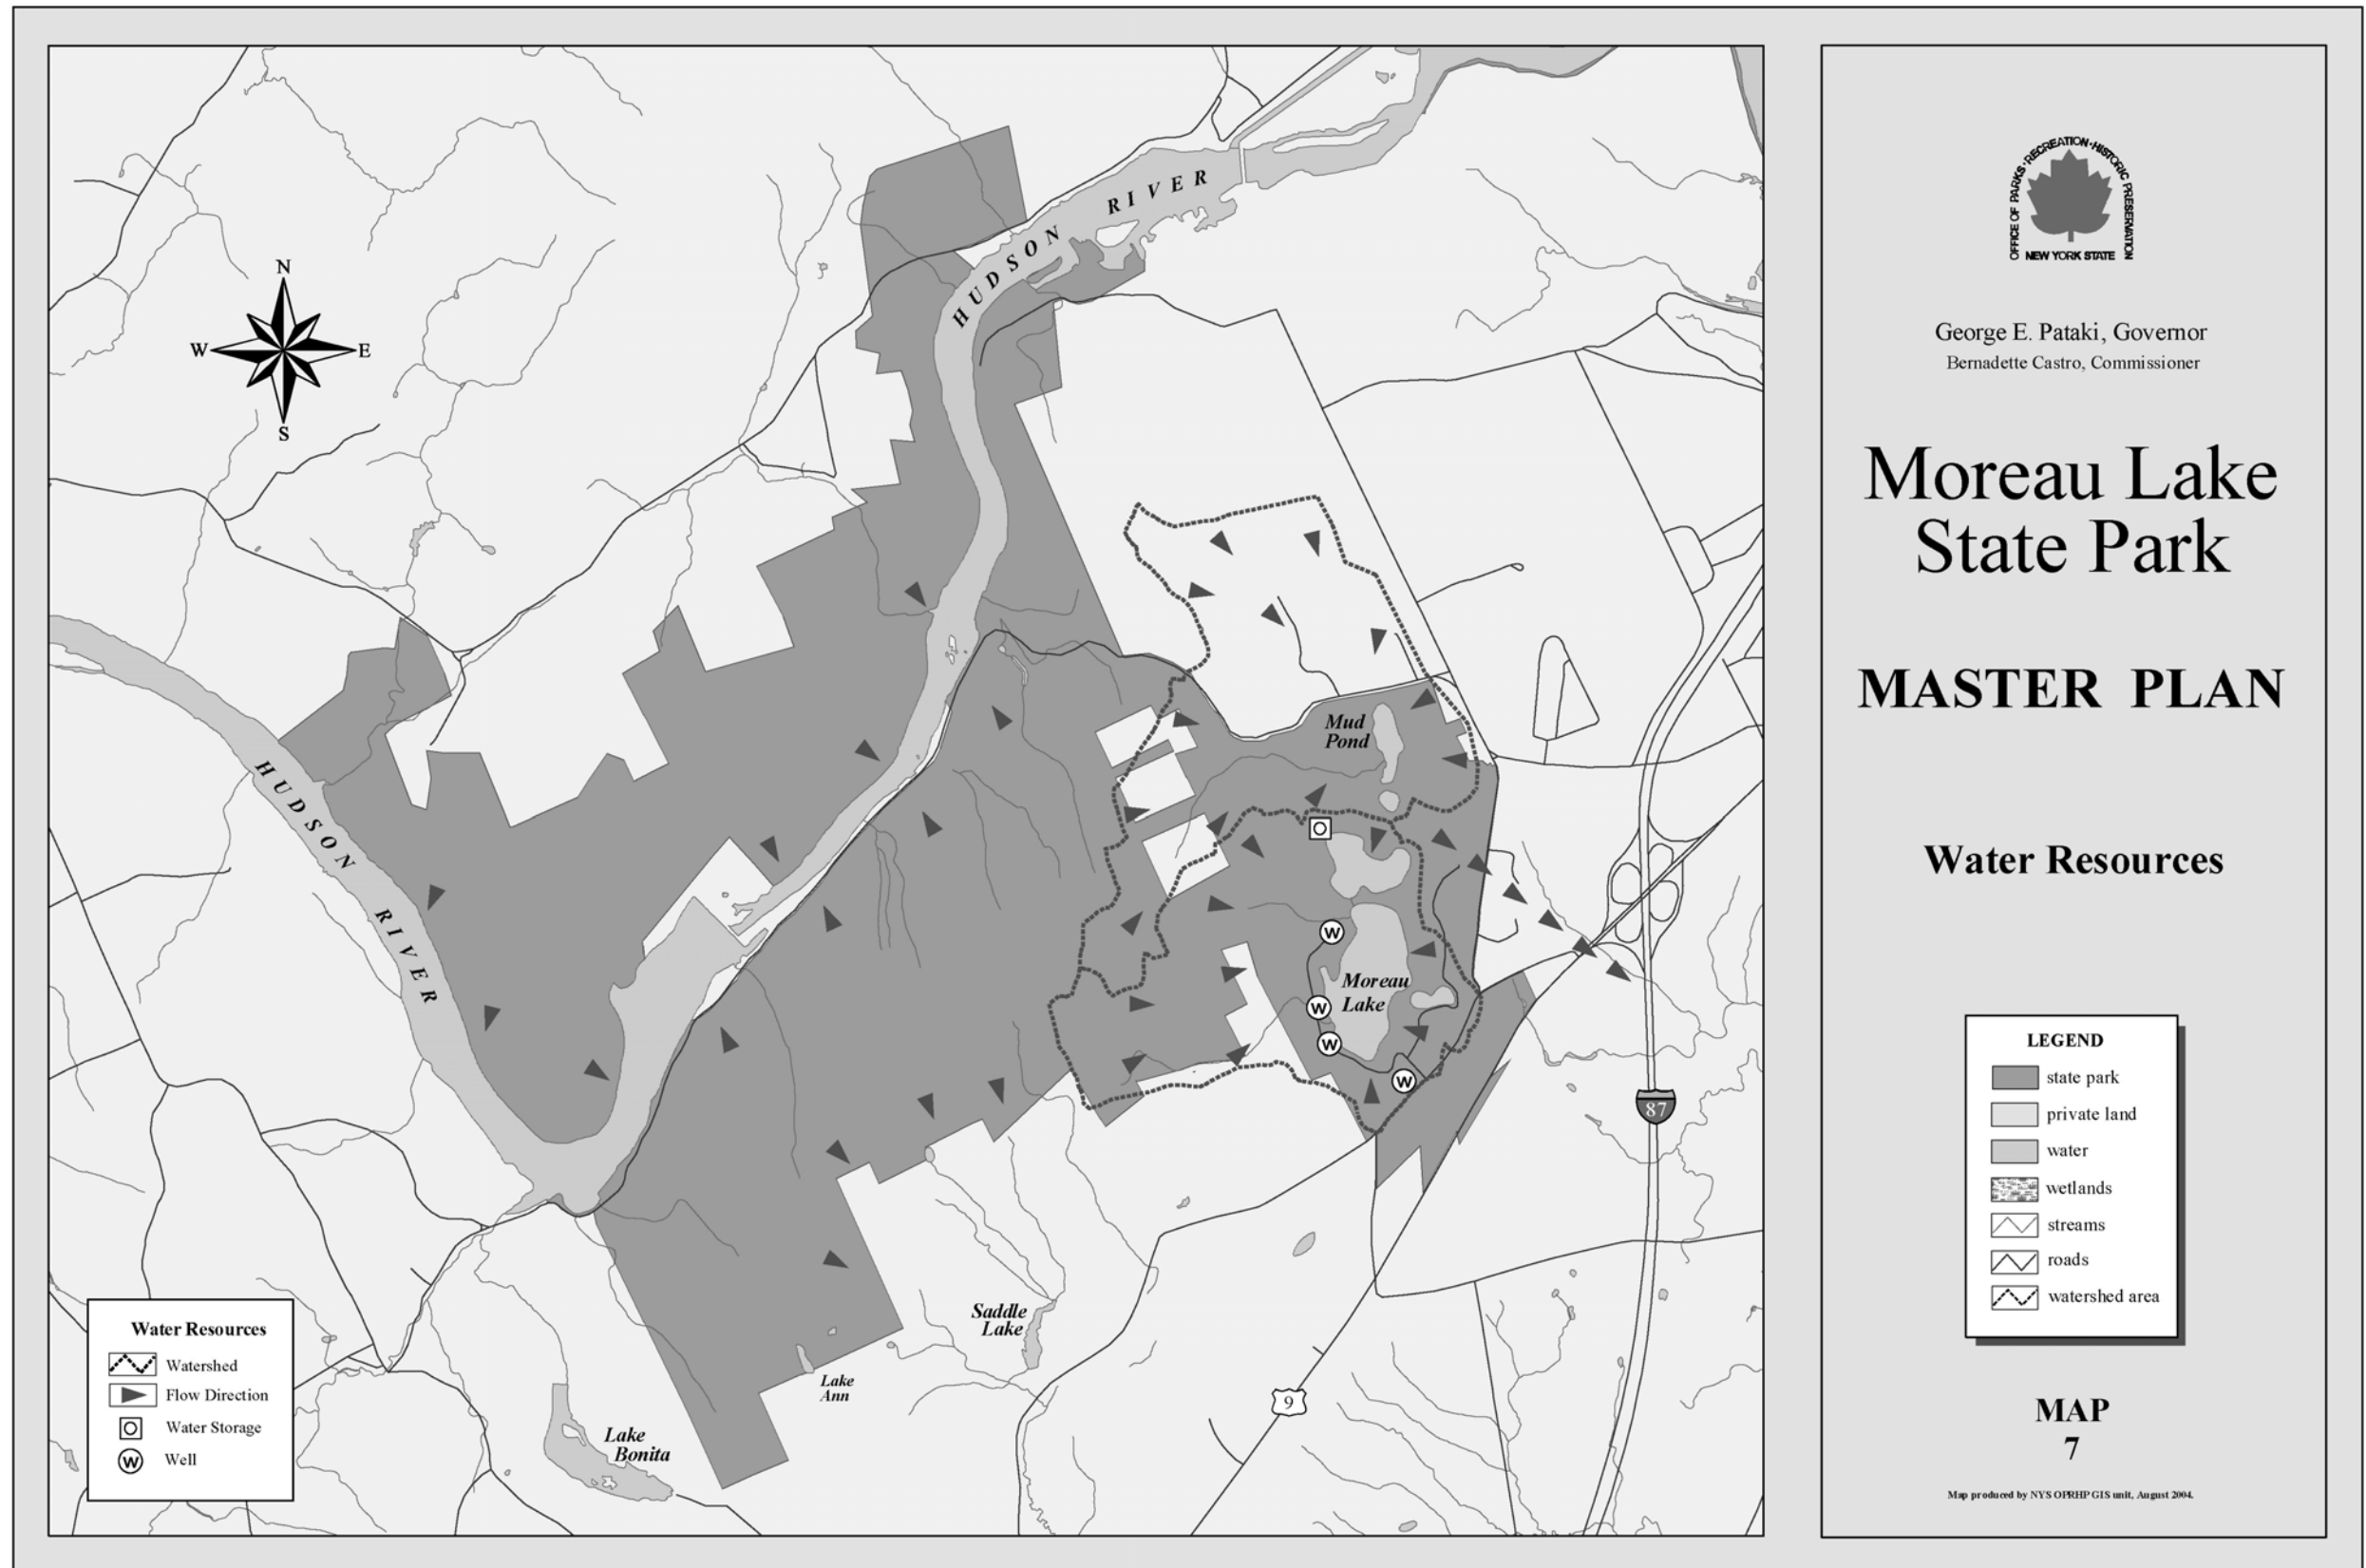 N
W
E
S
HUDSON RIVER
HUDSON RIVER
Mud
Pond
Moreau
Lake
O
W
W
W
W
Saddle
Lake
Lake
Ann
Lake
Bonita
9
87
Water Resources
Watershed
Flow Direction
O
Water Storage
W
Well
OFFICE OF PARKS•RECREATION•HISTORIC PRESERVATION
NEW YORK STATE
George E. Pataki, Governor
Bernadette Castro, Commissioner
Moreau Lake
State Park
MASTER PLAN
Water Resources
LEGEND
state park
private land
water
wetlands
streams
roads
watershed area
MAP
7
Map produced by NYS OPRHP GIS unit, August 2004.